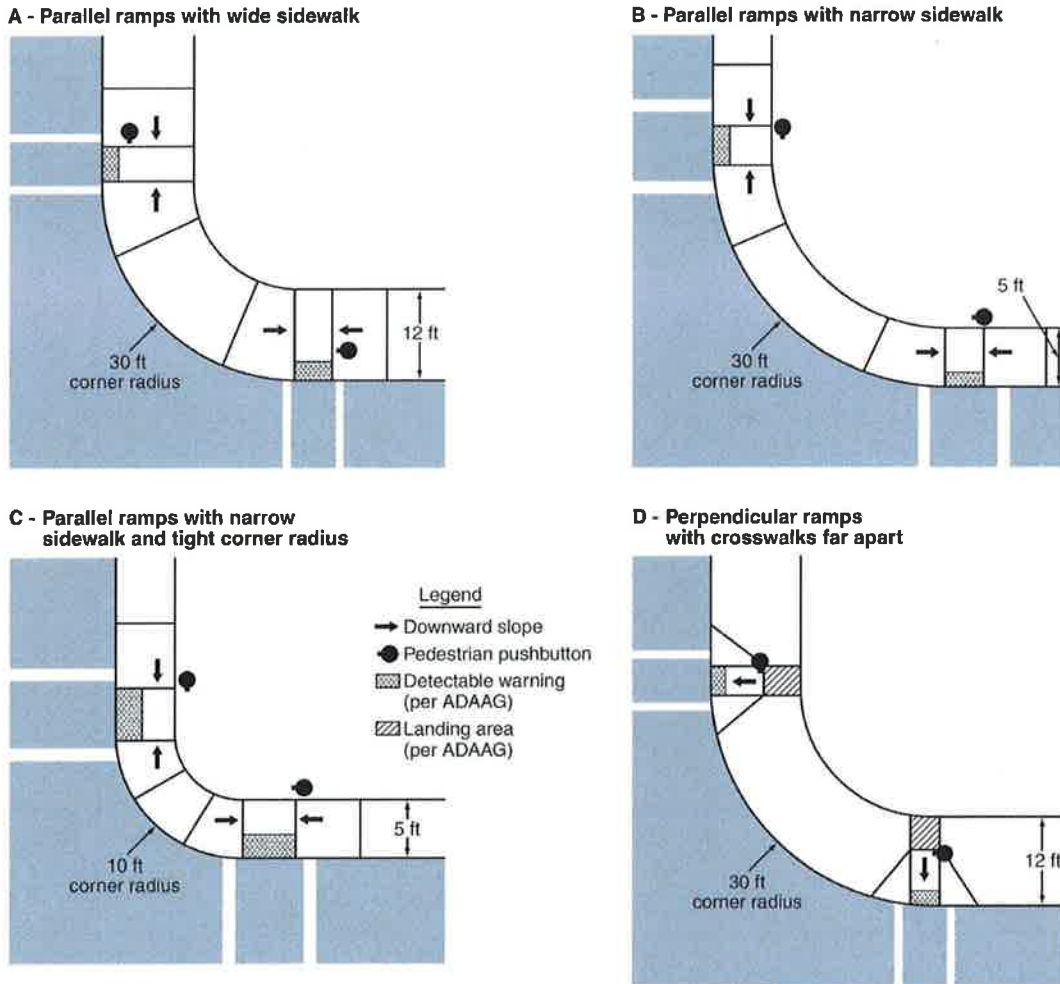 A - Parallel ramps with wide sidewalk
30 ft
corner radius
12 ft
B - Parallel ramps with narrow sidewalk
30 ft
corner radius
5 ft
C - Parallel ramps with narrow
sidewalk and tight corner radius
10 ft
corner radius
5 ft
Legend
Downward slope
Pedestrian pushbutton
Detectable warning
(per ADAAG)
Landing area
(per ADAAG)
D - Perpendicular ramps
with crosswalks far apart
30 ft
corner radius
12 ft